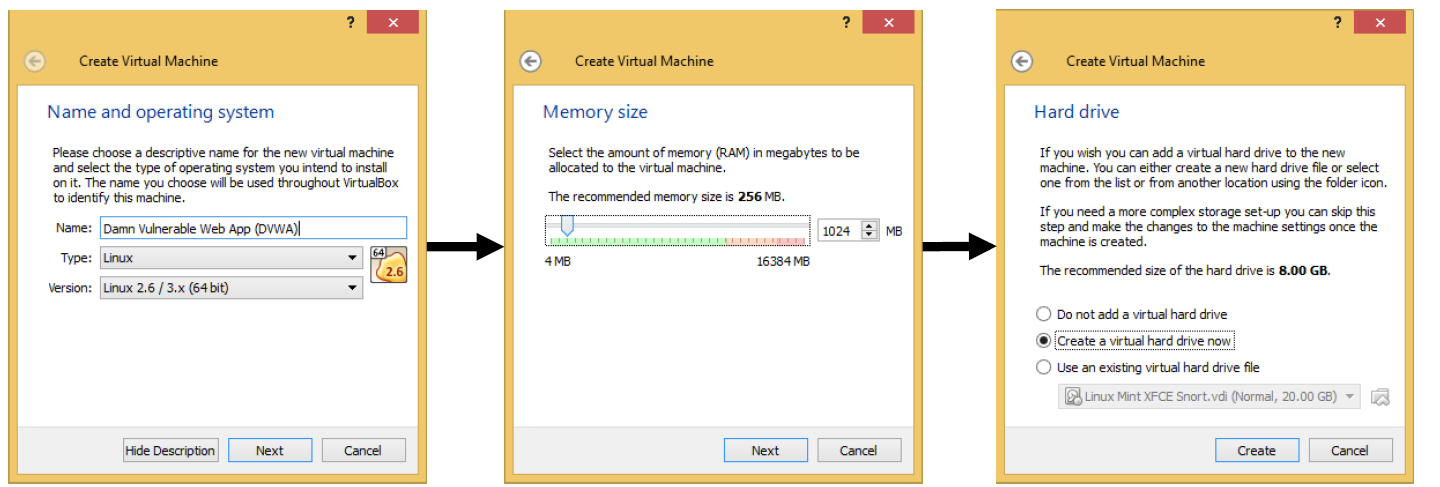 ?
×
Create Virtual Machine
Name and operating system
Please choose a descriptive name for the new virtual machine
and select the type of operating system you intend to install
on it. The name you choose will be used throughout VirtualBox
to identify this machine.
Name: Damn Vulnerable Web App (DVWA)
Type: Linux
64
2.6
Version: Linux 2.6 / 3.x (64 bit)
Hide Description Next Cancel
?
×
Create Virtual Machine
Memory size
Select the amount of memory (RAM) in megabytes to be
allocated to the virtual machine.
The recommended memory size is 256 MB.
1024 MB
4 MB 16384 MB
Next Cancel
?
×
Create Virtual Machine
Hard drive
If you wish you can add a virtual hard drive to the new
machine. You can either create a new hard drive file or select
one from the list or from another location using the folder icon.
If you need a more complex storage set-up you can skip this
step and make the changes to the machine settings once the
machine is created.
The recommended size of the hard drive is 8.00 GB.
Do not add a virtual hard drive
Create a virtual hard drive now
Use an existing virtual hard drive file
Linux Mint XFCE Snort.vdi (Normal, 20.00 GB)
Create Cancel